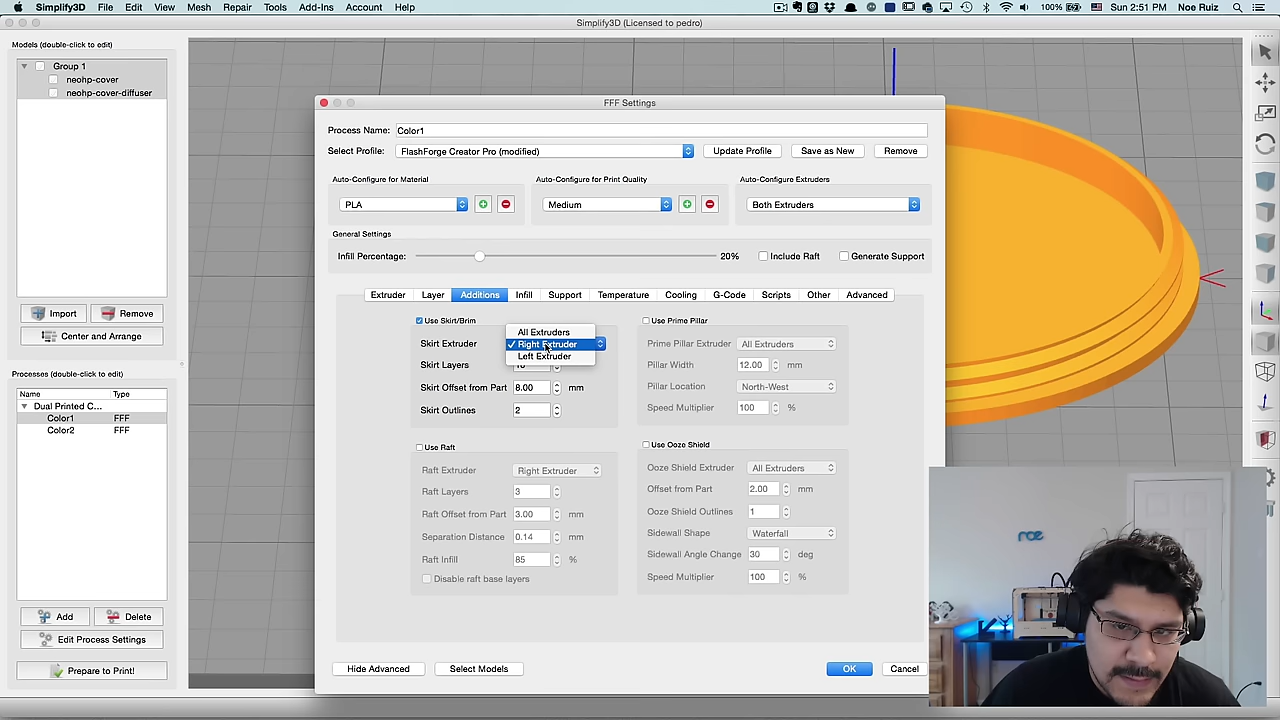 Simplify3D File Edit View Mesh Repair Tools Add-Ins Account Help 100% Sun 2:51 PM Noe Ruiz
Simplify3D (Licensed to pedro)
Models (double-click to edit)
Group 1
neohp-cover
neohp-cover-diffuser
Import Remove
Center and Arrange
Processes (double-click to edit)
Name Type
Dual Printed C...
Color1 FFF
Color2 FFF
Add Delete
Edit Process Settings
Prepare to Print!
FFF Settings
Process Name: Color1
Select Profile: FlashForge Creator Pro (modified) Update Profile Save as New Remove
Auto-Configure for Material Auto-Configure for Print Quality Auto-Configure Extruders
PLA Medium Both Extruders
General Settings
Infill Percentage: 20% Include Raft Generate Support
Extruder Layer Additions Infill Support Temperature Cooling G-Code Scripts Other Advanced
Use Skirt/Brim
Skirt Extruder
All Extruders
✓ Right Extruder
Left Extruder
Skirt Layers
Skirt Offset from Part 8.00 mm
Skirt Outlines 2
Use Raft
Raft Extruder Right Extruder
Raft Layers 3
Raft Offset from Part 3.00 mm
Separation Distance 0.14 mm
Raft Infill 85 %
Disable raft base layers
Use Prime Pillar
Prime Pillar Extruder All Extruders
Pillar Width 12.00 mm
Pillar Location North-West
Speed Multiplier 100 %
Use Ooze Shield
Ooze Shield Extruder All Extruders
Offset from Part 2.00 mm
Ooze Shield Outlines 1
Sidewall Shape Waterfall
Sidewall Angle Change 30 deg
Speed Multiplier 100 %
Hide Advanced Select Models OK Cancel
noe